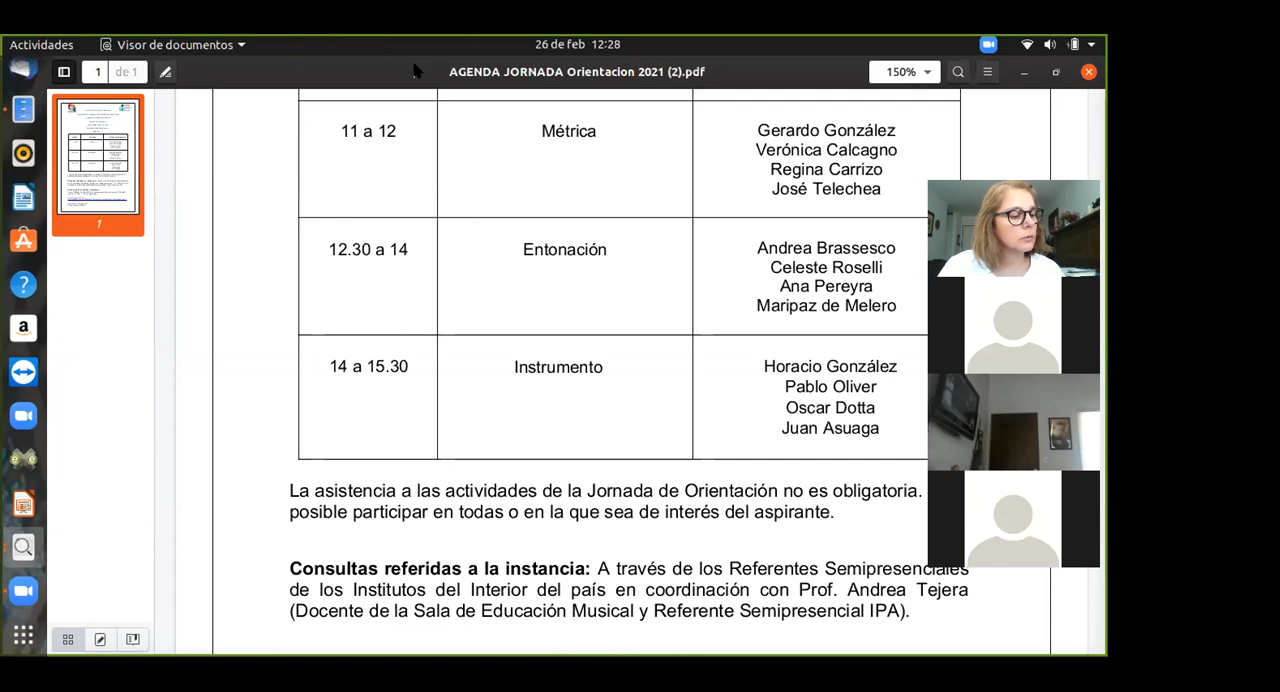 Actividades Visor de documentos 26 de feb 12:28
1 de 1 AGENDA JORNADA Orientacion 2021 (2).pdf 150%
11 a 12 Métrica Gerardo González
Verónica Calcagno
Regina Carrizo
José Telechea
12.30 a 14 Entonación Andrea Brassesco
Celeste Roselli
Ana Pereyra
Maripaz de Melero
14 a 15.30 Instrumento Horacio González
Pablo Oliver
Oscar Dotta
Juan Asuaga
1
La asistencia a las actividades de la Jornada de Orientación no es obligatoria.
posible participar en todas o en la que sea de interés del aspirante.
Consultas referidas a la instancia: A través de los Referentes Semipresenciales
de los Institutos del Interior del país en coordinación con Prof. Andrea Tejera
(Docente de la Sala de Educación Musical y Referente Semipresencial IPA).